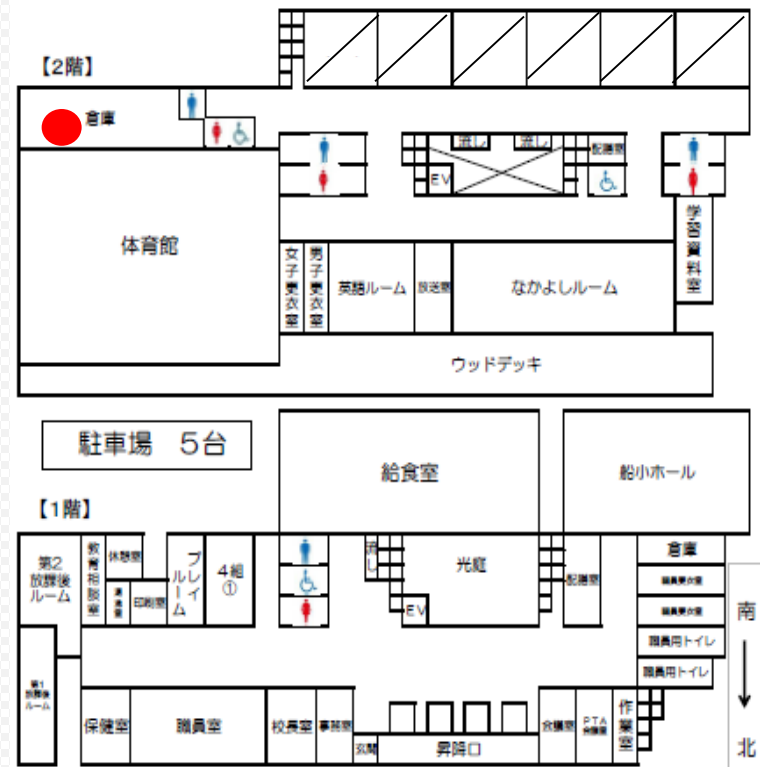 【2階】
倉庫
流し
流し
配膳室
EV
体育館
女子更衣室
男子更衣室
英語ルーム
放送室
なかよしルーム
学習資料室
ウッドデッキ
駐車場 5台
給食室
船小ホール
【1階】
第2
放課後
ルーム
教育相談室
休憩室
印刷室
プレイ
ルーム
4組
①
流し
光庭
EV
配膳室
倉庫
職員更衣室
職員更衣室
職員用トイレ
職員用トイレ
南
北
第1
放課後
ルーム
保健室
職員室
校長室
事務室
玄関
昇降口
会議室
PTA
会議室
作業室